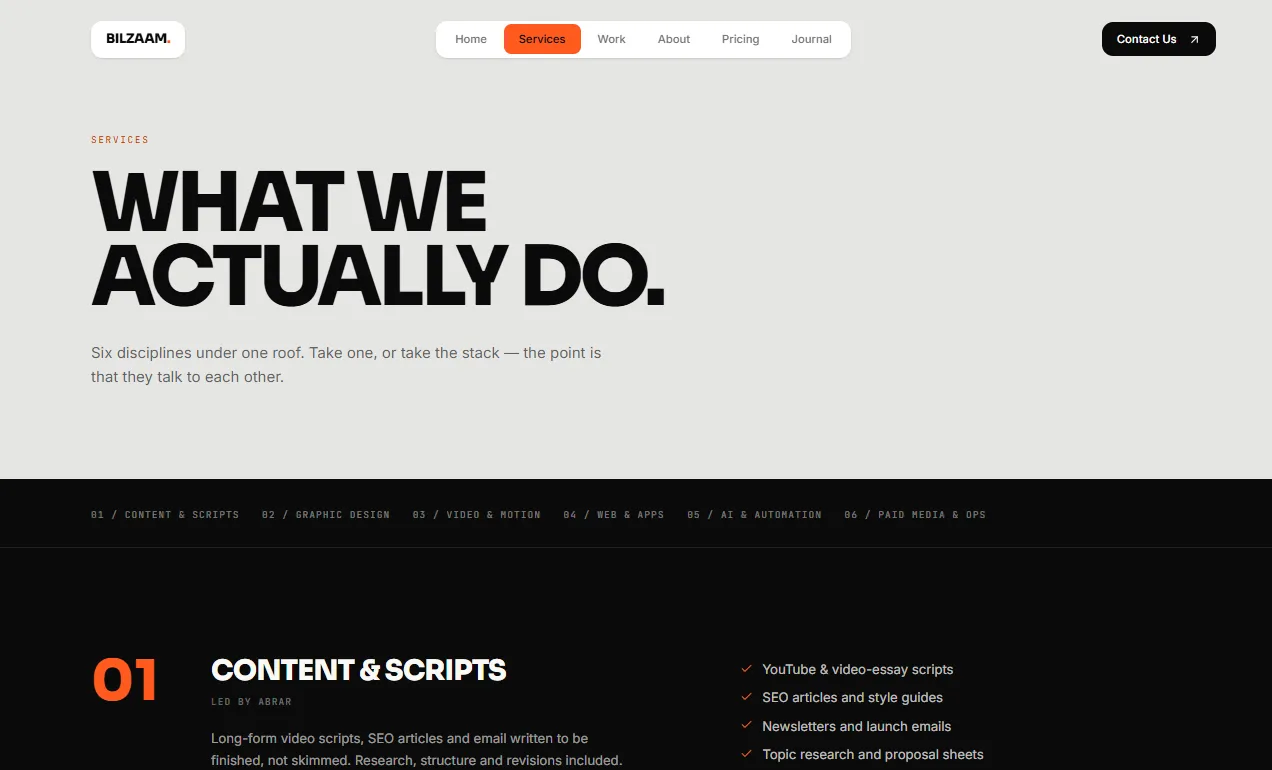 BILZAAM.
Home
Services
Work
About
Pricing
Journal
Contact Us
SERVICES
WHAT WE
ACTUALLY DO.
Six disciplines under one roof. Take one, or take the stack — the point is
that they talk to each other.
01 / CONTENT & SCRIPTS
02 / GRAPHIC DESIGN
03 / VIDEO & MOTION
04 / WEB & APPS
05 / AI & AUTOMATION
06 / PAID MEDIA & OPS
01
CONTENT & SCRIPTS
LED BY ABRAR
Long-form video scripts, SEO articles and email written to be
finished, not skimmed. Research, structure and revisions included.
YouTube & video-essay scripts
SEO articles and style guides
Newsletters and launch emails
Topic research and proposal sheets